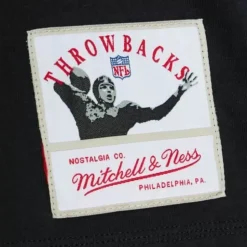 THROWBACKS
NFL
NOSTALGIA CO.
Mitchell & Ness
PHILADELPHIA, PA.